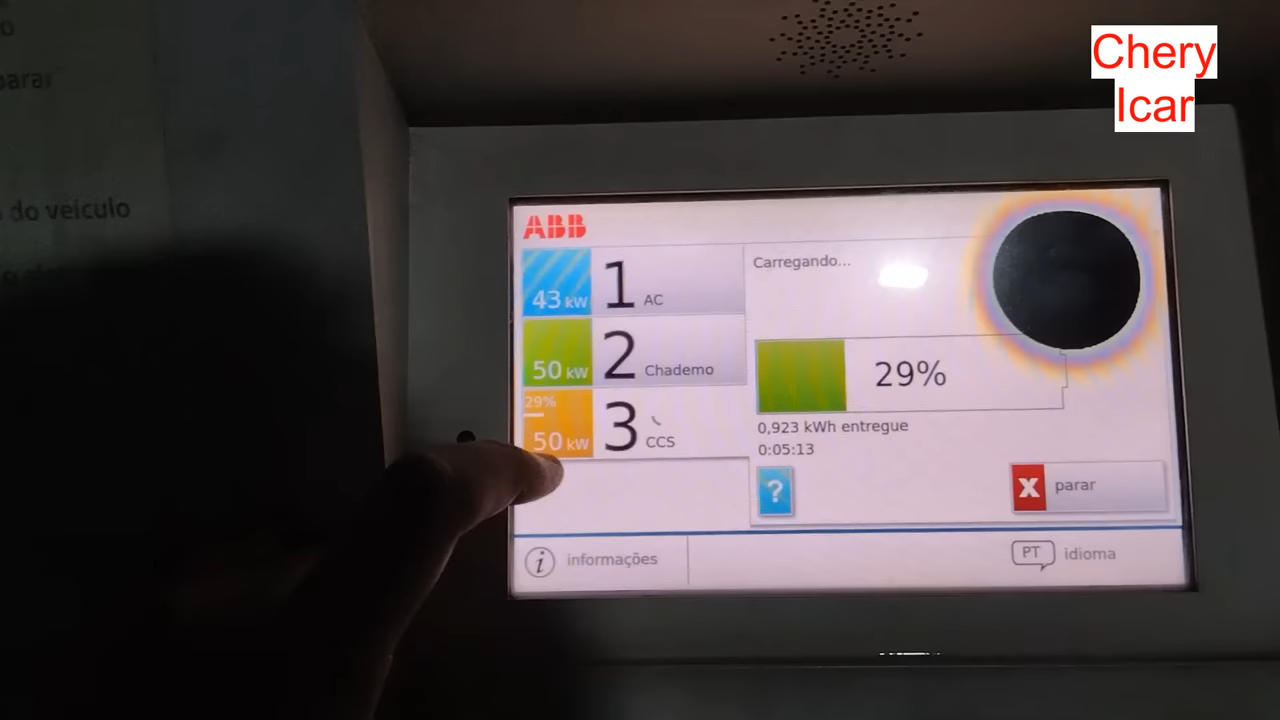 Chery
Icar
do veículo
ABB
43 kW
1 AC
50 kW
2 Chademo
29%
50 kW
3 CCS
Carregando...
29%
0,923 kWh entregue
0:05:13
?
X parar
i informações
PT idioma